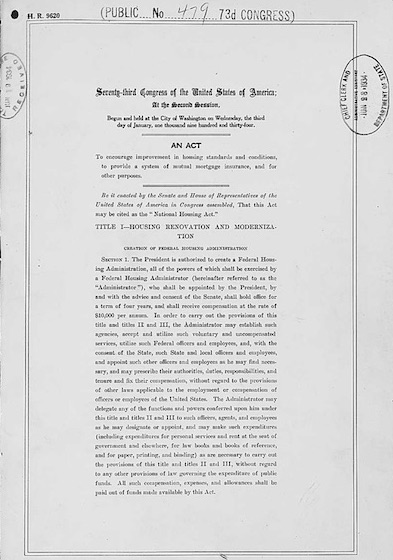 H. R. 9620
(PUBLIC No 479 73d CONGRESS)
Seventy-third Congress of the United States of America;
At the Second Session,
Begun and held at the City of Washington on Wednesday, the third
day of January, one thousand nine hundred and thirty-four.
AN ACT
To encourage improvement in housing standards and conditions,
to provide a system of mutual mortgage insurance, and for
other purposes.
Be it enacted by the Senate and House of Representatives of the
United States of America in Congress assembled, That this Act
may be cited as the "National Housing Act."
TITLE I—HOUSING RENOVATION AND MODERNIZA-
TION
CREATION OF FEDERAL HOUSING ADMINISTRATION
SECTION 1. The President is authorized to create a Federal Hous-
ing Administration, all of the powers of which shall be exercised by
a Federal Housing Administrator (hereinafter referred to as the
"Administrator"), who shall be appointed by the President, by
and with the advice and consent of the Senate, shall hold office for
a term of four years, and shall receive compensation at the rate of
$10,000 per annum. In order to carry out the provisions of this
title and titles II and III, the Administrator may establish such
agencies, accept and utilize such voluntary and uncompensated
services, utilize such Federal officers and employees, and, with the
consent of the State, such State and local officers and employees,
and appoint such other officers and employees as he may find neces-
sary, and may prescribe their authorities, duties, responsibilities, and
tenure and fix their compensation, without regard to the provisions
of other laws applicable to the employment or compensation of
officers or employees of the United States. The Administrator may
delegate any of the functions and powers conferred upon him under
this title and titles II and III to such officers, agents, and employees
as he may designate or appoint, and may make such expenditures
(including expenditures for personal services and rent at the seat of
government and elsewhere, for law books and books of reference,
and for paper, printing, and binding) as are necessary to carry out
the provisions of this title and titles II and III, without regard
to any other provisions of law governing the expenditure of public
funds. All such compensation, expenses, and allowances shall be
paid out of funds made available by this Act.
CHIEF CLERK AND
JUN 28 1934
DEPARTMENT OF STATE